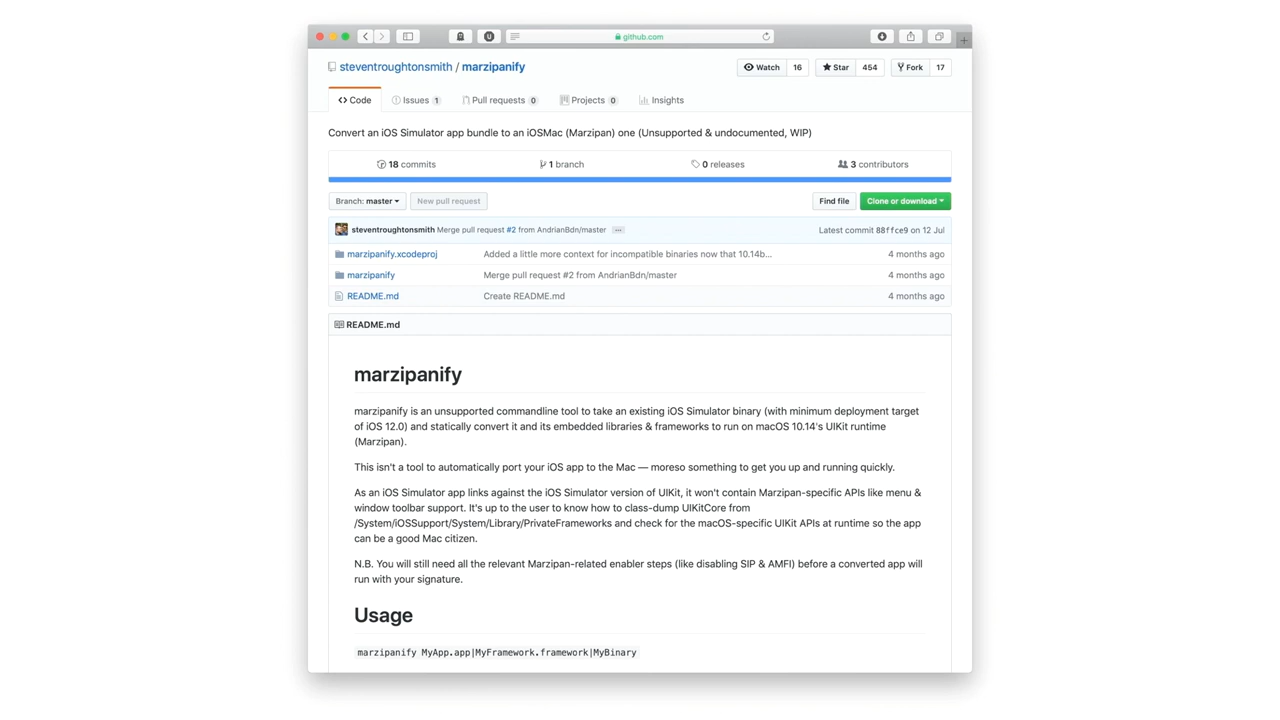 github.com
steventroughtonsmith / marzipanify
Watch 16 Star 454 Fork 17
Code Issues 1 Pull requests 0 Projects 0 Insights
Convert an iOS Simulator app bundle to an iOSMac (Marzipan) one (Unsupported & undocumented, WIP)
18 commits 1 branch 0 releases 3 contributors
Branch: master New pull request Find file Clone or download
steventroughtonsmith Merge pull request #2 from AndrianBdn/master ... Latest commit 88ffce9 on 12 Jul
marzipanify.xcodeproj Added a little more context for incompatible binaries now that 10.14b... 4 months ago
marzipanify Merge pull request #2 from AndrianBdn/master 4 months ago
README.md Create README.md 4 months ago
README.md
marzipanify
marzipanify is an unsupported commandline tool to take an existing iOS Simulator binary (with minimum deployment target
of iOS 12.0) and statically convert it and its embedded libraries & frameworks to run on macOS 10.14's UIKit runtime
(Marzipan).
This isn't a tool to automatically port your iOS app to the Mac — moreso something to get you up and running quickly.
As an iOS Simulator app links against the iOS Simulator version of UIKit, it won't contain Marzipan-specific APIs like menu &
window toolbar support. It's up to the user to know how to class-dump UIKitCore from
/System/iOSSupport/System/Library/PrivateFrameworks and check for the macOS-specific UIKit APIs at runtime so the app
can be a good Mac citizen.
N.B. You will still need all the relevant Marzipan-related enabler steps (like disabling SIP & AMFI) before a converted app will
run with your signature.
Usage
marzipanify MyApp.app|MyFramework.framework|MyBinary